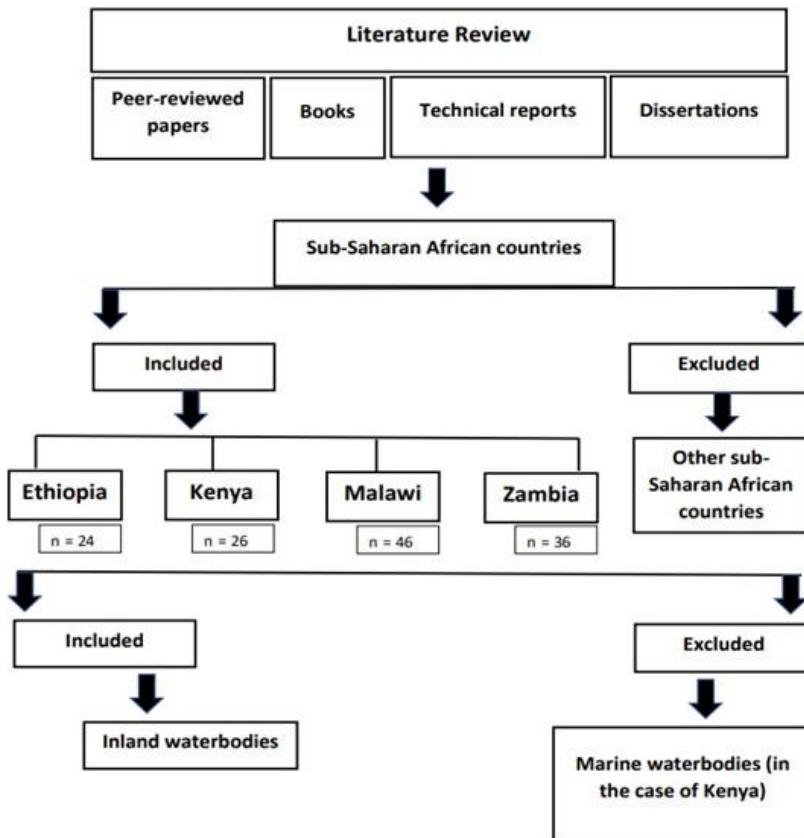 Literature Review
Peer-reviewed
papers
Books
Technical reports
Dissertations
Sub-Saharan African countries
Included
Excluded
Ethiopia
Kenya
Malawi
Zambia
Other sub-
Saharan African
countries
n = 24
n = 26
n = 46
n = 36
Included
Excluded
Inland waterbodies
Marine waterbodies (in
the case of Kenya)